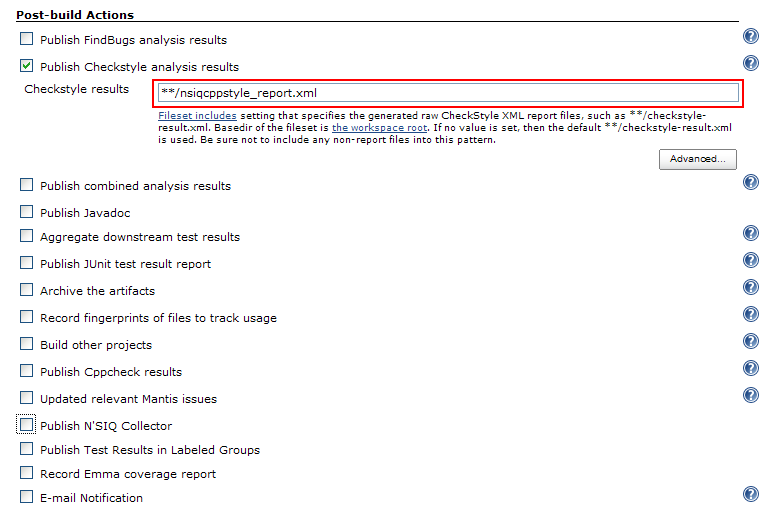 Post-build Actions
Publish FindBugs analysis results
Publish Checkstyle analysis results
Checkstyle results
**/nsiqcppstyle_report.xml
Fileset includes setting that specifies the generated raw CheckStyle XML report files, such as **/checkstyle-
result.xml. Basedir of the fileset is the workspace root. If no value is set, then the default **/checkstyle-result.xml
is used. Be sure not to include any non-report files into this pattern.
Advanced...
Publish combined analysis results
Publish Javadoc
Aggregate downstream test results
Publish JUnit test result report
Archive the artifacts
Record fingerprints of files to track usage
Build other projects
Publish Cppcheck results
Updated relevant Mantis issues
Publish N'SIQ Collector
Publish Test Results in Labeled Groups
Record Emma coverage report
E-mail Notification